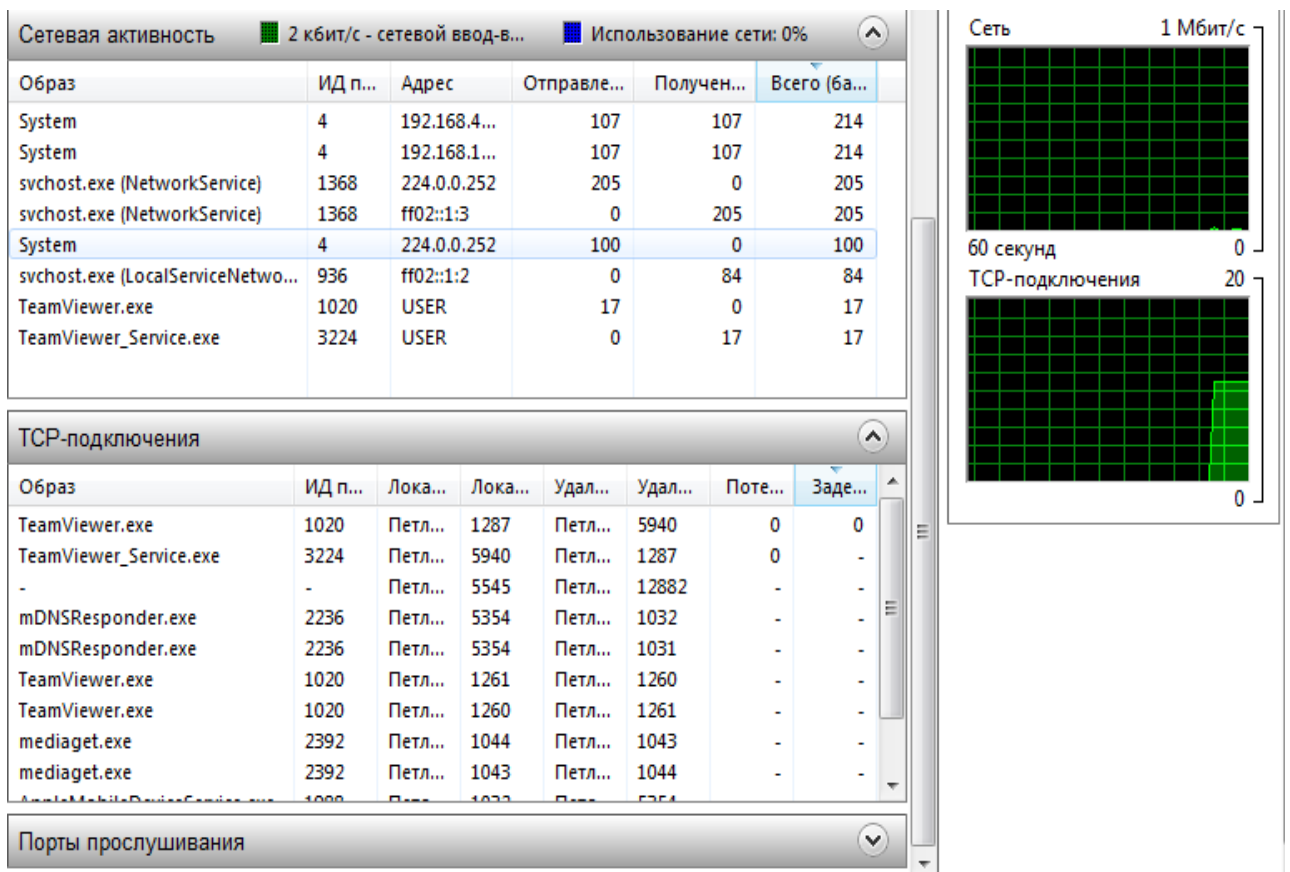 Сетевая активность 2 кбит/с - сетевой ввод-в... Использование сети: 0%
Образ ИД п... Адрес Отправле... Получен... Всего (ба...
System 4 192.168.4... 107 107 214
System 4 192.168.1... 107 107 214
svchost.exe (NetworkService) 1368 224.0.0.252 205 0 205
svchost.exe (NetworkService) 1368 ff02::1:3 0 205 205
System 4 224.0.0.252 100 0 100
svchost.exe (LocalServiceNetwo... 936 ff02::1:2 0 84 84
TeamViewer.exe 1020 USER 17 0 17
TeamViewer_Service.exe 3224 USER 0 17 17
TCP-подключения
Образ ИД п... Лока... Лока... Удал... Удал... Поте... Заде...
TeamViewer.exe 1020 Петл... 1287 Петл... 5940 0 0
TeamViewer_Service.exe 3224 Петл... 5940 Петл... 1287 0 -
- - Петл... 5545 Петл... 12882 - -
mDNSResponder.exe 2236 Петл... 5354 Петл... 1032 - -
mDNSResponder.exe 2236 Петл... 5354 Петл... 1031 - -
TeamViewer.exe 1020 Петл... 1261 Петл... 1260 - -
TeamViewer.exe 1020 Петл... 1260 Петл... 1261 - -
mediaget.exe 2392 Петл... 1044 Петл... 1043 - -
mediaget.exe 2392 Петл... 1043 Петл... 1044 - -
Порты прослушивания
Сеть 1 Мбит/с
60 секунд 0
TCP-подключения 20
0